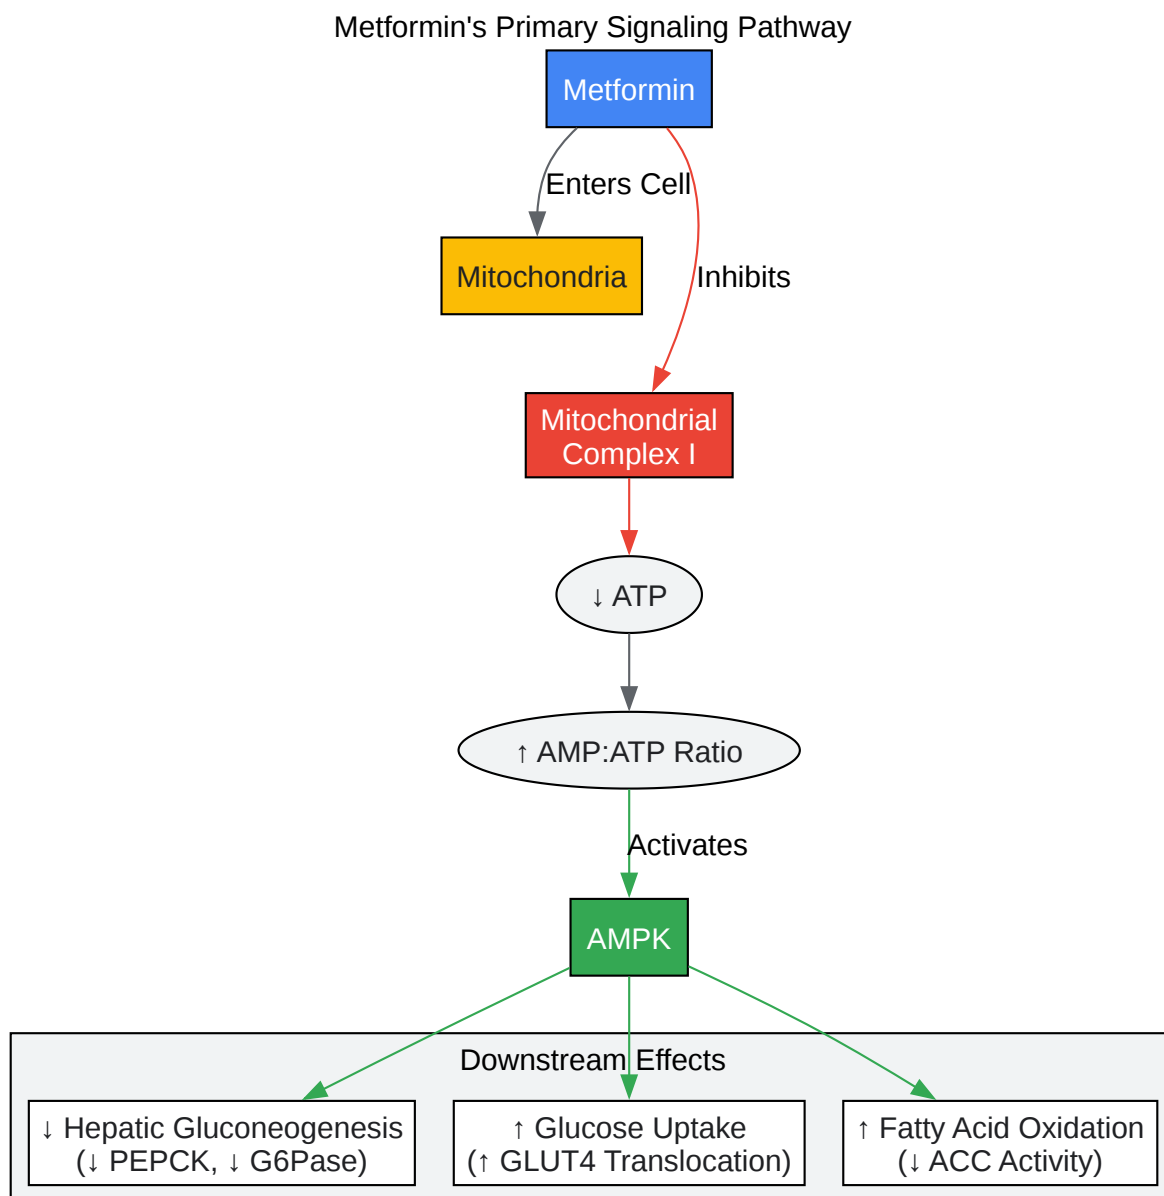 Metformin's Primary Signaling Pathway
Metformin
Enters Cell
Mitochondria
Inhibits
Mitochondrial
Complex I
↓ ATP
↑ AMP:ATP Ratio
Activates
AMPK
Downstream Effects
↓ Hepatic Gluconeogenesis
(↓ PEPCK, ↓ G6Pase)
↑ Glucose Uptake
(↑ GLUT4 Translocation)
↑ Fatty Acid Oxidation
(↓ ACC Activity)